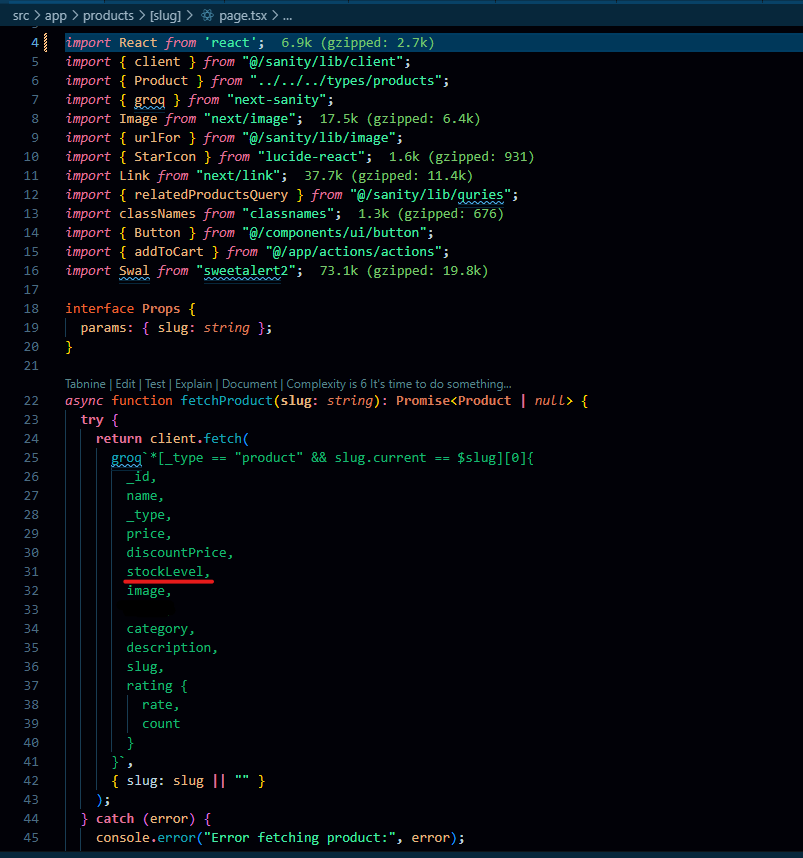 src > app > products > [slug] > page.tsx > ...
4 import React from 'react'; 6.9k (gzipped: 2.7k)
5 import { client } from "@/sanity/lib/client";
6 import { Product } from "../../../types/products";
7 import { groq } from "next-sanity";
8 import Image from "next/image"; 17.5k (gzipped: 6.4k)
9 import { urlFor } from "@/sanity/lib/image";
10 import { StarIcon } from "lucide-react"; 1.6k (gzipped: 931)
11 import Link from "next/link"; 37.7k (gzipped: 11.4k)
12 import { relatedProductsQuery } from "@/sanity/lib/quries";
13 import classNames from "classnames"; 1.3k (gzipped: 676)
14 import { Button } from "@/components/ui/button";
15 import { addToCart } from "@/app/actions/actions";
16 import Swal from "sweetalert2"; 73.1k (gzipped: 19.8k)
17
18 interface Props {
19 params: { slug: string };
20 }
21
Tabnine | Edit | Test | Explain | Document | Complexity is 6 It's time to do something...
22 async function fetchProduct(slug: string): Promise<Product | null> {
23 try {
24 return client.fetch(
25 groq`*[_type == "product" && slug.current == $slug][0]{
26 _id,
27 name,
28 _type,
29 price,
30 discountPrice,
31 stockLevel,
32 image,
33
34 category,
35 description,
36 slug,
37 rating {
38 rate,
39 count
40 }
41 }`,
42 { slug: slug || "" }
43 );
44 } catch (error) {
45 console.error("Error fetching product:", error);